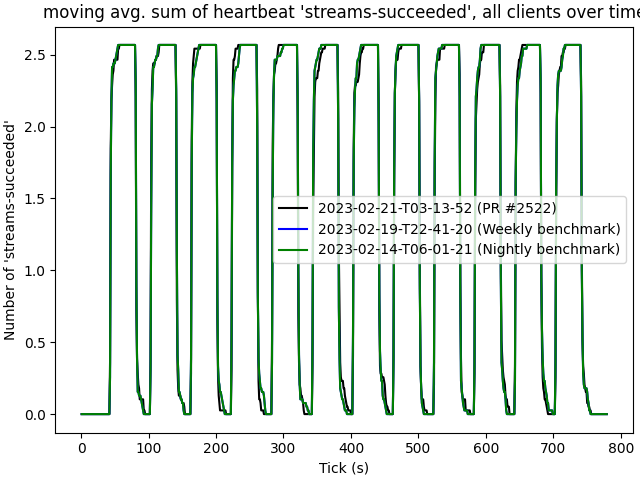 moving avg. sum of heartbeat 'streams-succeeded', all clients over time
Number of 'streams-succeeded'
2.5
2.0
1.5
1.0
0.5
0.0
2023-02-21-T03-13-52 (PR #2522)
2023-02-19-T22-41-20 (Weekly benchmark)
2023-02-14-T06-01-21 (Nightly benchmark)
0 100 200 300 400 500 600 700 800
Tick (s)